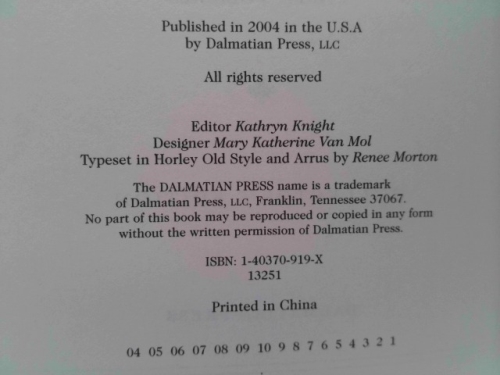 Published in 2004 in the U.S.A
by Dalmatian Press, LLC
All rights reserved
Editor Kathryn Knight
Designer Mary Katherine Van Mol
Typeset in Horley Old Style and Arrus by Renee Morton
The DALMATIAN PRESS name is a trademark
of Dalmatian Press, LLC, Franklin, Tennessee 37067.
No part of this book may be reproduced or copied in any form
without the written permission of Dalmatian Press.
ISBN: 1-40370-919-X
13251
Printed in China
04 05 06 07 08 09 10 9 8 7 6 5 4 3 2 1